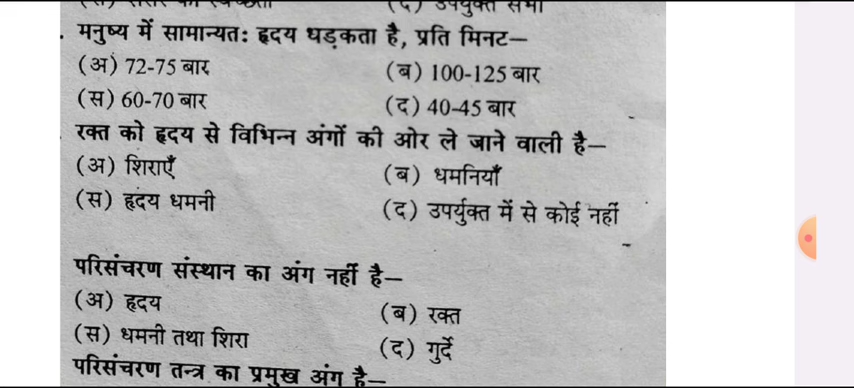 मनुष्य में सामान्यतः हृदय धड़कता है, प्रति मिनट—
(अ) 72-75 बार (ब) 100-125 बार
(स) 60-70 बार (द) 40-45 बार
रक्त को हृदय से विभिन्न अंगों की ओर ले जाने वाली है—
(अ) शिराएँ (ब) धमनियाँ
(स) हृदय धमनी (द) उपर्युक्त में से कोई नहीं
परिसंचरण संस्थान का अंग नहीं है—
(अ) हृदय (ब) रक्त
(स) धमनी तथा शिरा (द) गुर्दे
परिसंचरण तन्त्र का प्रमुख अंग है—